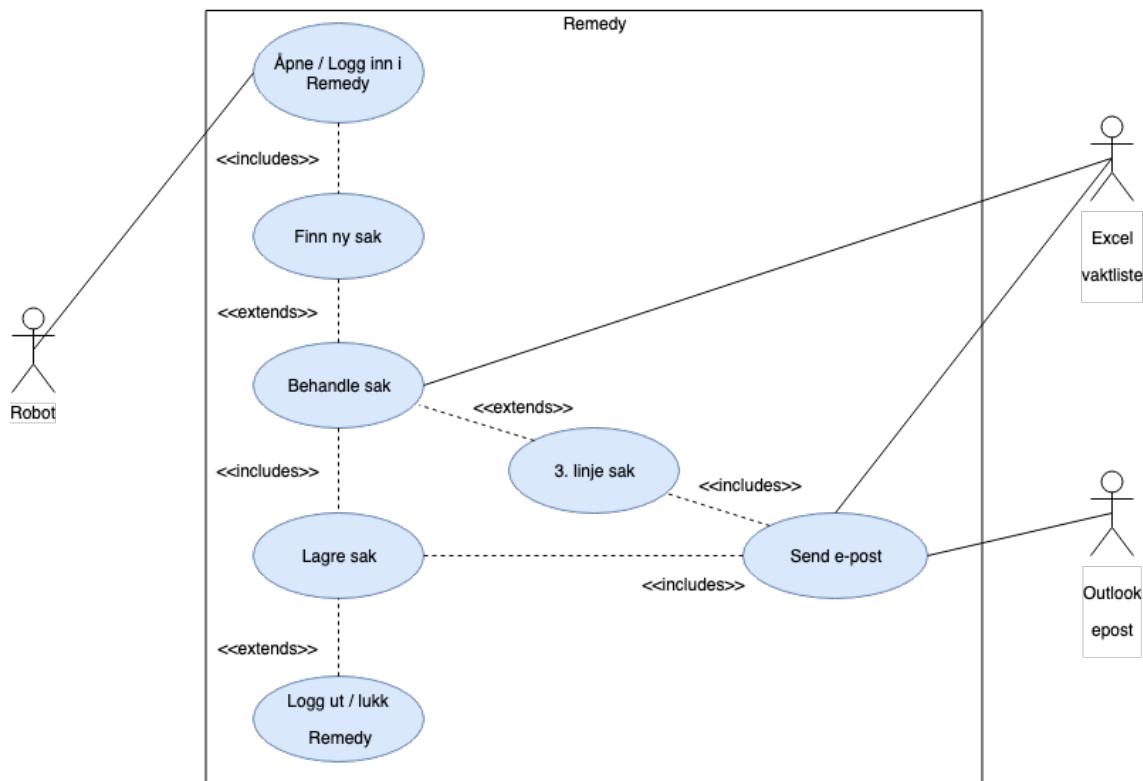 Remedy
Åpne / Logg inn i
Remedy
<<includes>>
Finn ny sak
<<extends>>
Behandle sak
<<extends>>
3. linje sak
<<includes>>
<<includes>>
Lagre sak
Send e-post
<<includes>>
<<extends>>
Logg ut / lukk
Remedy
Robot
Excel
vaktliste
Outlook
epost